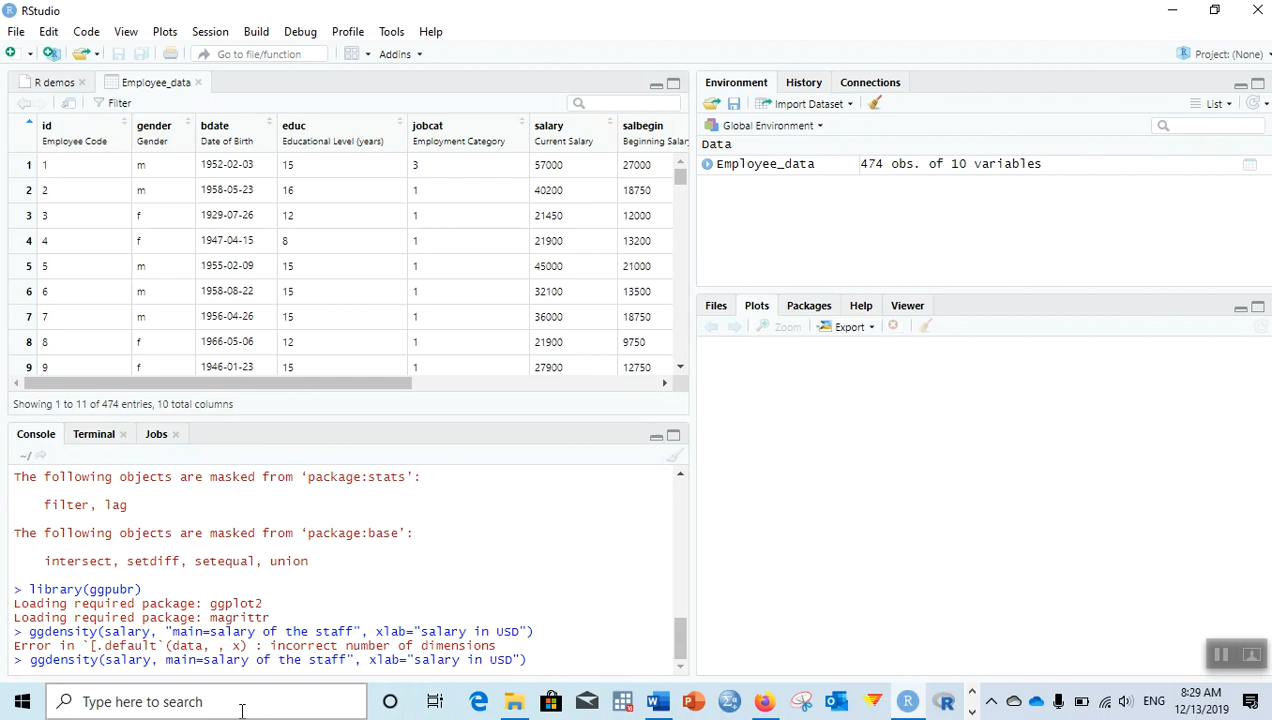 RStudio
File Edit Code View Plots Session Build Debug Profile Tools Help
Go to file/function Addins Project: (None)
R demos Employee_data
Filter
id gender bdate educ jobcat salary salbegin
Employee Code Gender Date of Birth Educational Level (years) Employment Category Current Salary Beginning Salar
1 1 m 1952-02-03 15 3 57000 27000
2 2 m 1958-05-23 16 1 40200 18750
3 3 f 1929-07-26 12 1 21450 12000
4 4 f 1947-04-15 8 1 21900 13200
5 5 m 1955-02-09 15 1 45000 21000
6 6 m 1958-08-22 15 1 32100 13500
7 7 m 1956-04-26 15 1 36000 18750
8 8 f 1966-05-06 12 1 21900 9750
9 9 f 1946-01-23 15 1 27900 12750
Showing 1 to 11 of 474 entries, 10 total columns
Environment History Connections
Import Dataset List
Global Environment
Data
Employee_data 474 obs. of 10 variables
Files Plots Packages Help Viewer
Zoom Export
Console Terminal Jobs
~/
The following objects are masked from ‘package:stats’:
filter, lag
The following objects are masked from ‘package:base’:
intersect, setdiff, setequal, union
> library(ggpubr)
Loading required package: ggplot2
Loading required package: magrittr
> ggdensity(salary, "main=salary of the staff", xlab="salary in USD")
Error in `[.default`(data, , x) : incorrect number of dimensions
> ggdensity(salary, main=salary of the staff", xlab="salary in USD")
Type here to search
ENG
8:29 AM
12/13/2019